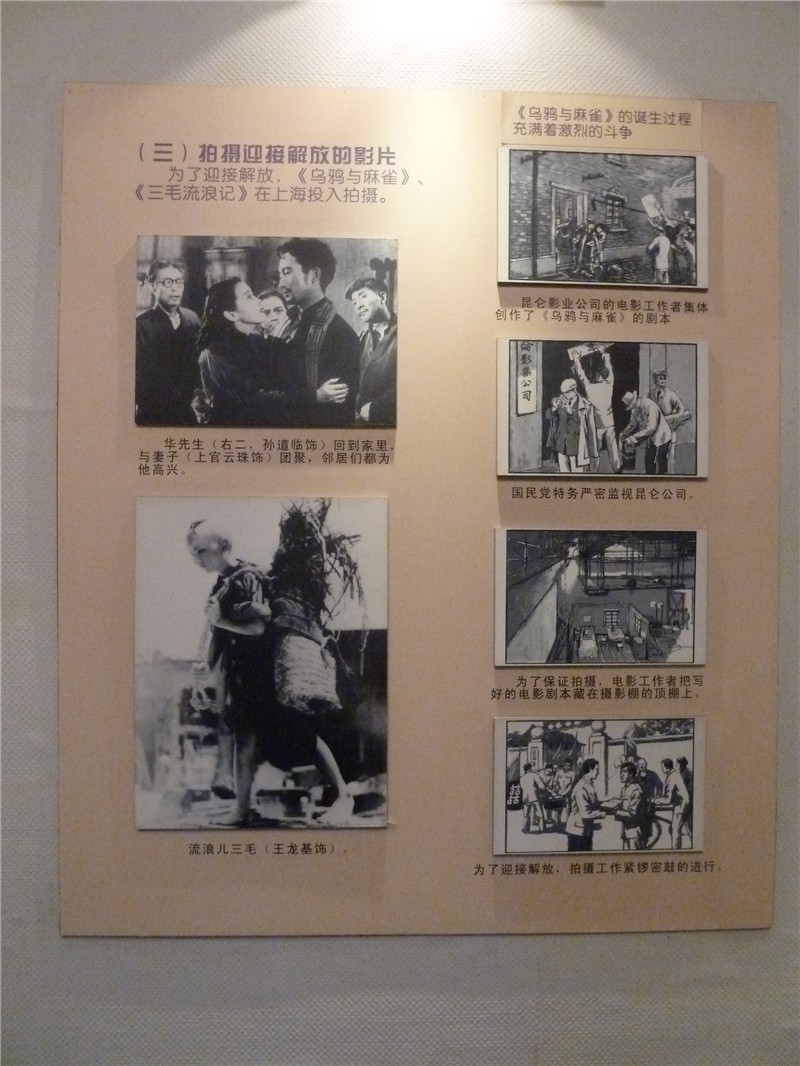 （三）拍摄迎接解放的影片
为了迎接解放，《乌鸦与麻雀》、
《三毛流浪记》在上海投入拍摄。
华先生（右二，孙道临饰）回到家里，
与妻子（上官云珠饰）团聚，邻居们都为
他高兴。
流浪儿三毛（王龙基饰）。
《乌鸦与麻雀》的诞生过程
充满着激烈的斗争
昆仑影业公司的电影工作者集体
创作了《乌鸦与麻雀》的剧本
影業公司
国民党特务严密监视昆仑公司。
为了保证拍摄，电影工作者把写
好的电影剧本藏在摄影棚的顶棚上。
为了迎接解放，拍摄工作紧锣密鼓的进行。